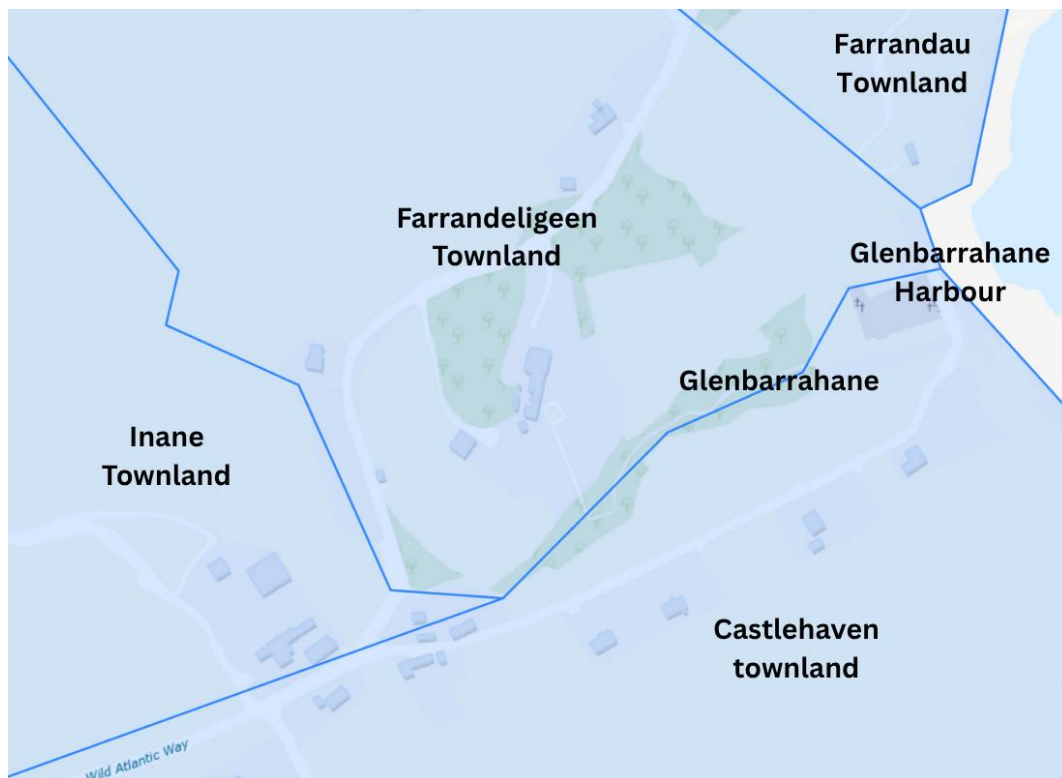 Farrandau
Townland
Farrandeligeen
Townland
Glenbarrahane
Harbour
Glenbarrahane
Inane
Townland
Castlehaven
townland
Wild Atlantic Way